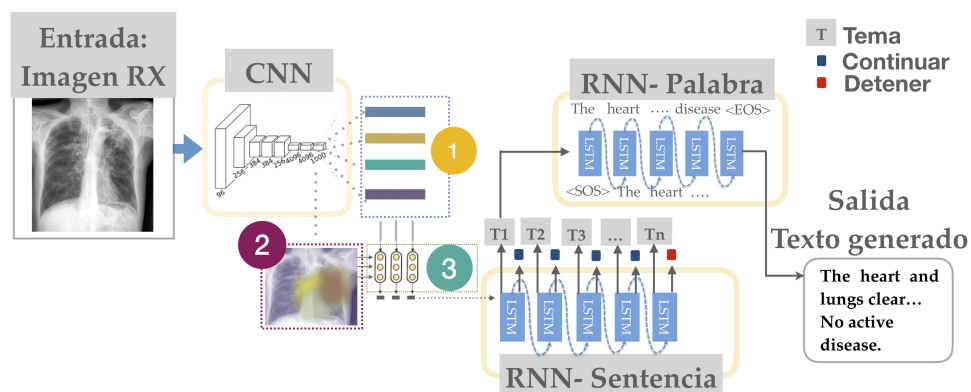 Entrada:
Imagen RX
CNN
96
256
384
384
256
4096
4096
1000
1
2
3
T Tema
Continuar
Detener
RNN- Palabra
The heart .... disease <EOS>
LSTM
LSTM
LSTM
LSTM
LSTM
<SOS> The heart ....
T1
T2
T3
...
Tn
LSTM
LSTM
LSTM
LSTM
LSTM
RNN- Sentencia
Salida
Texto generado
The heart and
lungs clear...
No active
disease.